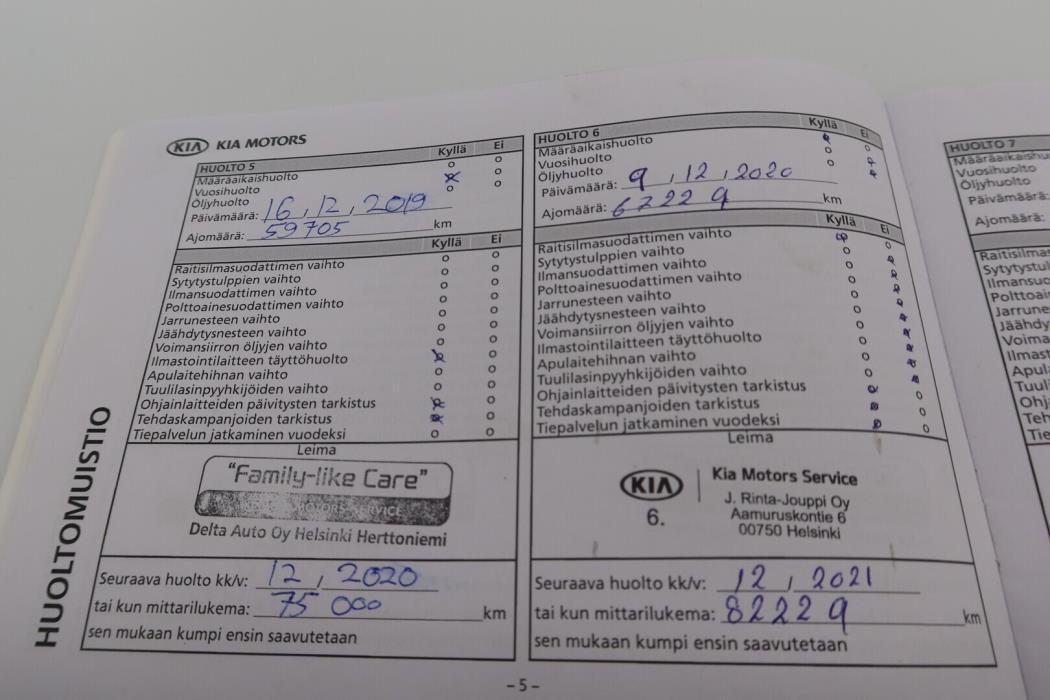 KIA KIA MOTORS
HUOLTO 5 Kyllä Ei
Määräaikaishuolto
Vuosihuolto
Öljyhuolto
Päivämäärä: 16, 12, 2019
Ajomäärä: 59705 km
Kyllä Ei
Raitisilmasuodattimen vaihto
Sytytystulppien vaihto
Ilmansuodattimen vaihto
Polttoainesuodattimen vaihto
Jarrunesteen vaihto
Jäähdytysnesteen vaihto
Voimansiirron öljyjen vaihto
Ilmastointilaitteen täyttöhuolto
Apulaitehihnan vaihto
Tuulilasinpyyhkijöiden vaihto
Ohjainlaitteiden päivitysten tarkistus
Tehdaskampanjoiden tarkistus
Tiepalvelun jatkaminen vuodeksi
Leima
"Family-like Care"
MOTORS SERVICE
Delta Auto Oy Helsinki Herttoniemi
Seuraava huolto kk/v: 12, 2020
tai kun mittarilukema: 75 000 km
sen mukaan kumpi ensin saavutetaan
HUOLTO 6 Kyllä Ei
Määräaikaishuolto
Vuosihuolto
Öljyhuolto
Päivämäärä: 9, 12, 2020
Ajomäärä: 67229 km
Kyllä Ei
Raitisilmasuodattimen vaihto
Sytytystulppien vaihto
Ilmansuodattimen vaihto
Polttoainesuodattimen vaihto
Jarrunesteen vaihto
Jäähdytysnesteen vaihto
Voimansiirron öljyjen vaihto
Ilmastointilaitteen täyttöhuolto
Apulaitehihnan vaihto
Tuulilasinpyyhkijöiden vaihto
Ohjainlaitteiden päivitysten tarkistus
Tehdaskampanjoiden tarkistus
Tiepalvelun jatkaminen vuodeksi
Leima
KIA Kia Motors Service
6. J. Rinta-Jouppi Oy
Aamuruskontie 6
00750 Helsinki
Seuraava huolto kk/v: 12, 2021
tai kun mittarilukema: 82229 km
sen mukaan kumpi ensin saavutetaan
HUOLTOMUISTIO
- 5 -
HUOLTO 7
Vuosihuolto
Öljyhuolto
Päivämäärä:
Ajomäärä: